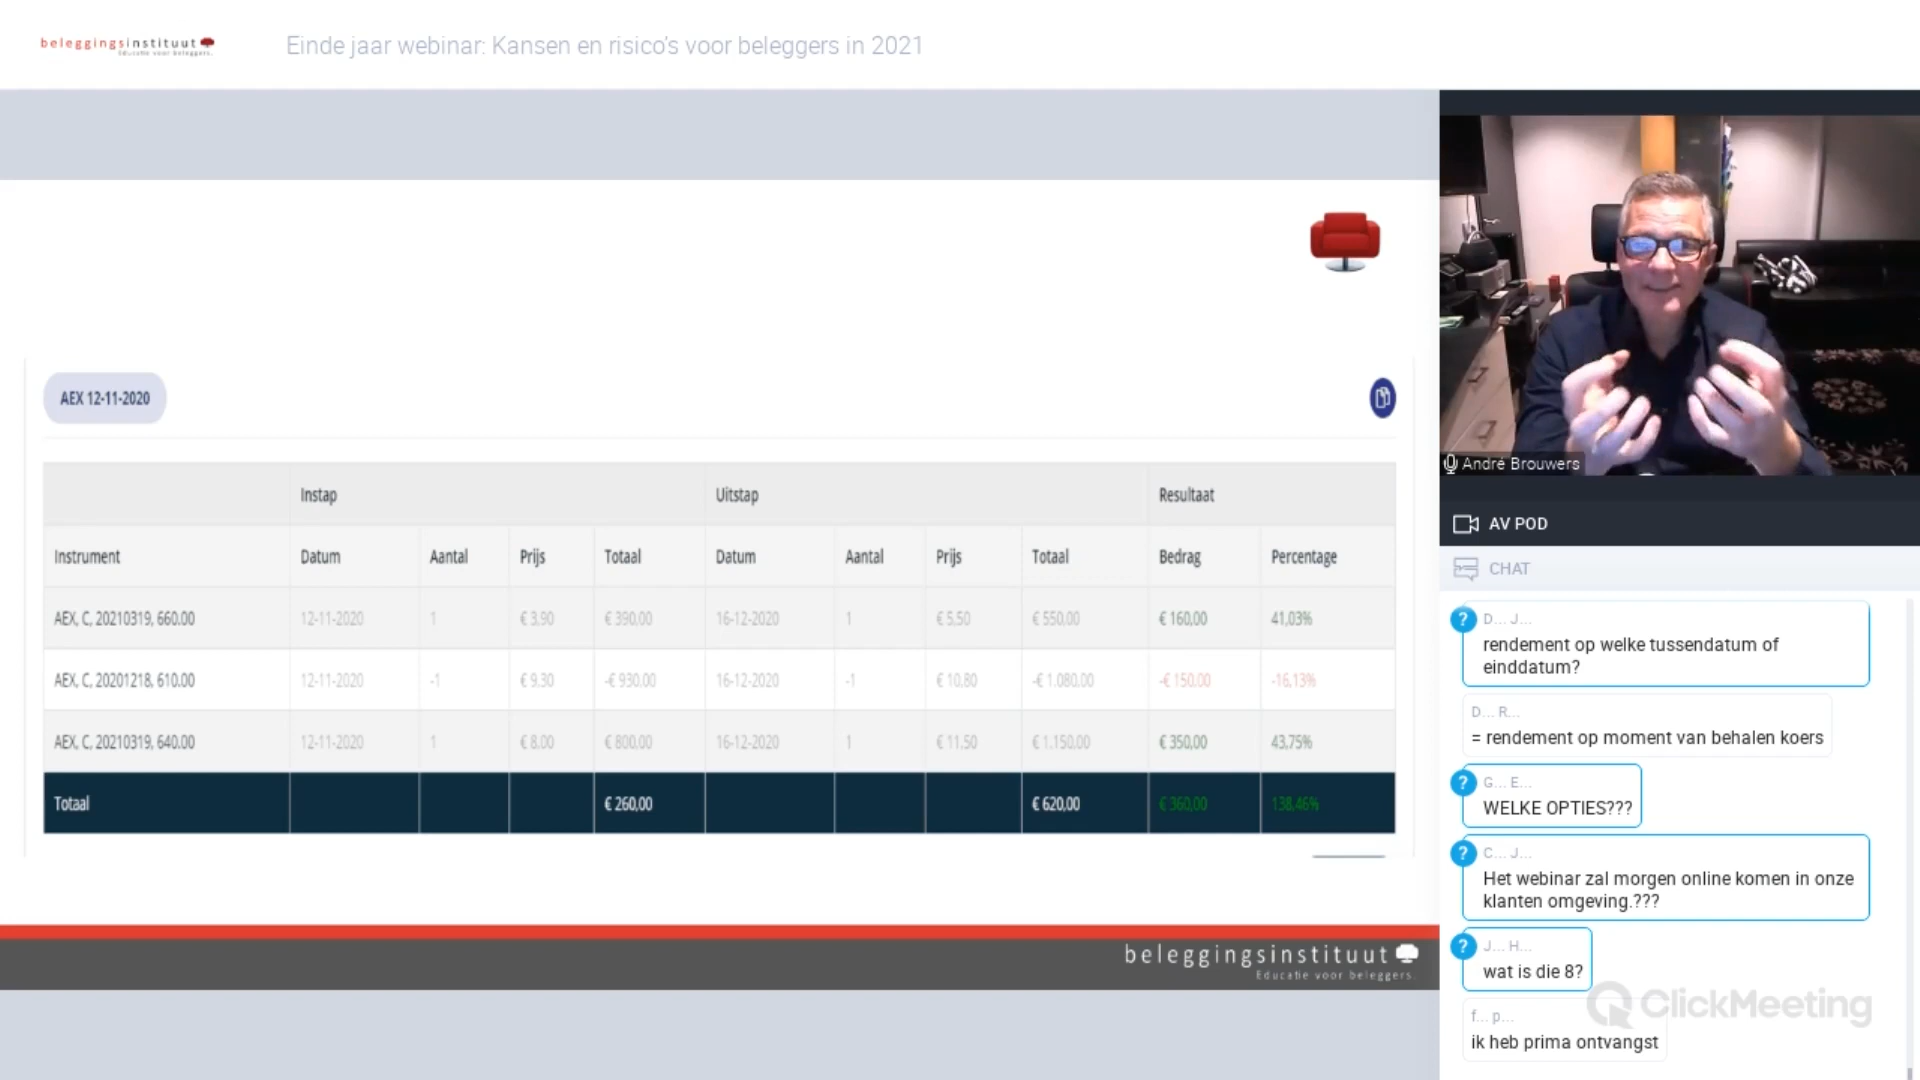 beleggingsinstituut
Educatie voor beleggers.
Einde jaar webinar: Kansen en risico's voor beleggers in 2021
AEX 12-11-2020
Instap Uitstap Resultaat
Instrument Datum Aantal Prijs Totaal Datum Aantal Prijs Totaal Bedrag Percentage
AEX, C, 20210319, 660.00 12-11-2020 1 € 3,90 € 390,00 16-12-2020 1 € 5,50 € 550,00 € 160,00 41,03%
AEX, C, 20201218, 610.00 12-11-2020 -1 € 9,30 -€ 930,00 16-12-2020 -1 € 10,80 -€ 1.080,00 -€ 150,00 -16,13%
AEX, C, 20210319, 640.00 12-11-2020 1 € 8,00 € 800,00 16-12-2020 1 € 11,50 € 1.150,00 € 350,00 43,75%
Totaal € 260,00 € 620,00 € 360,00 138,46%
beleggingsinstituut
Educatie voor beleggers.
André Brouwers
AV POD
CHAT
? D... J...
rendement op welke tussendatum of
einddatum?
D... R...
= rendement op moment van behalen koers
? G... E...
WELKE OPTIES???
? C... J...
Het webinar zal morgen online komen in onze
klanten omgeving.???
? J... H...
wat is die 8?
ClickMeeting
f... p...
ik heb prima ontvangst